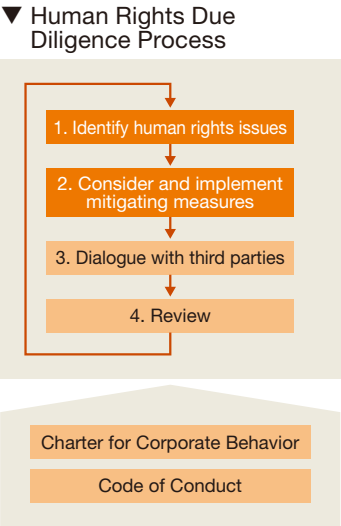 ▼ Human Rights Due
Diligence Process
1. Identify human rights issues
2. Consider and implement
mitigating measures
3. Dialogue with third parties
4. Review
Charter for Corporate Behavior
Code of Conduct